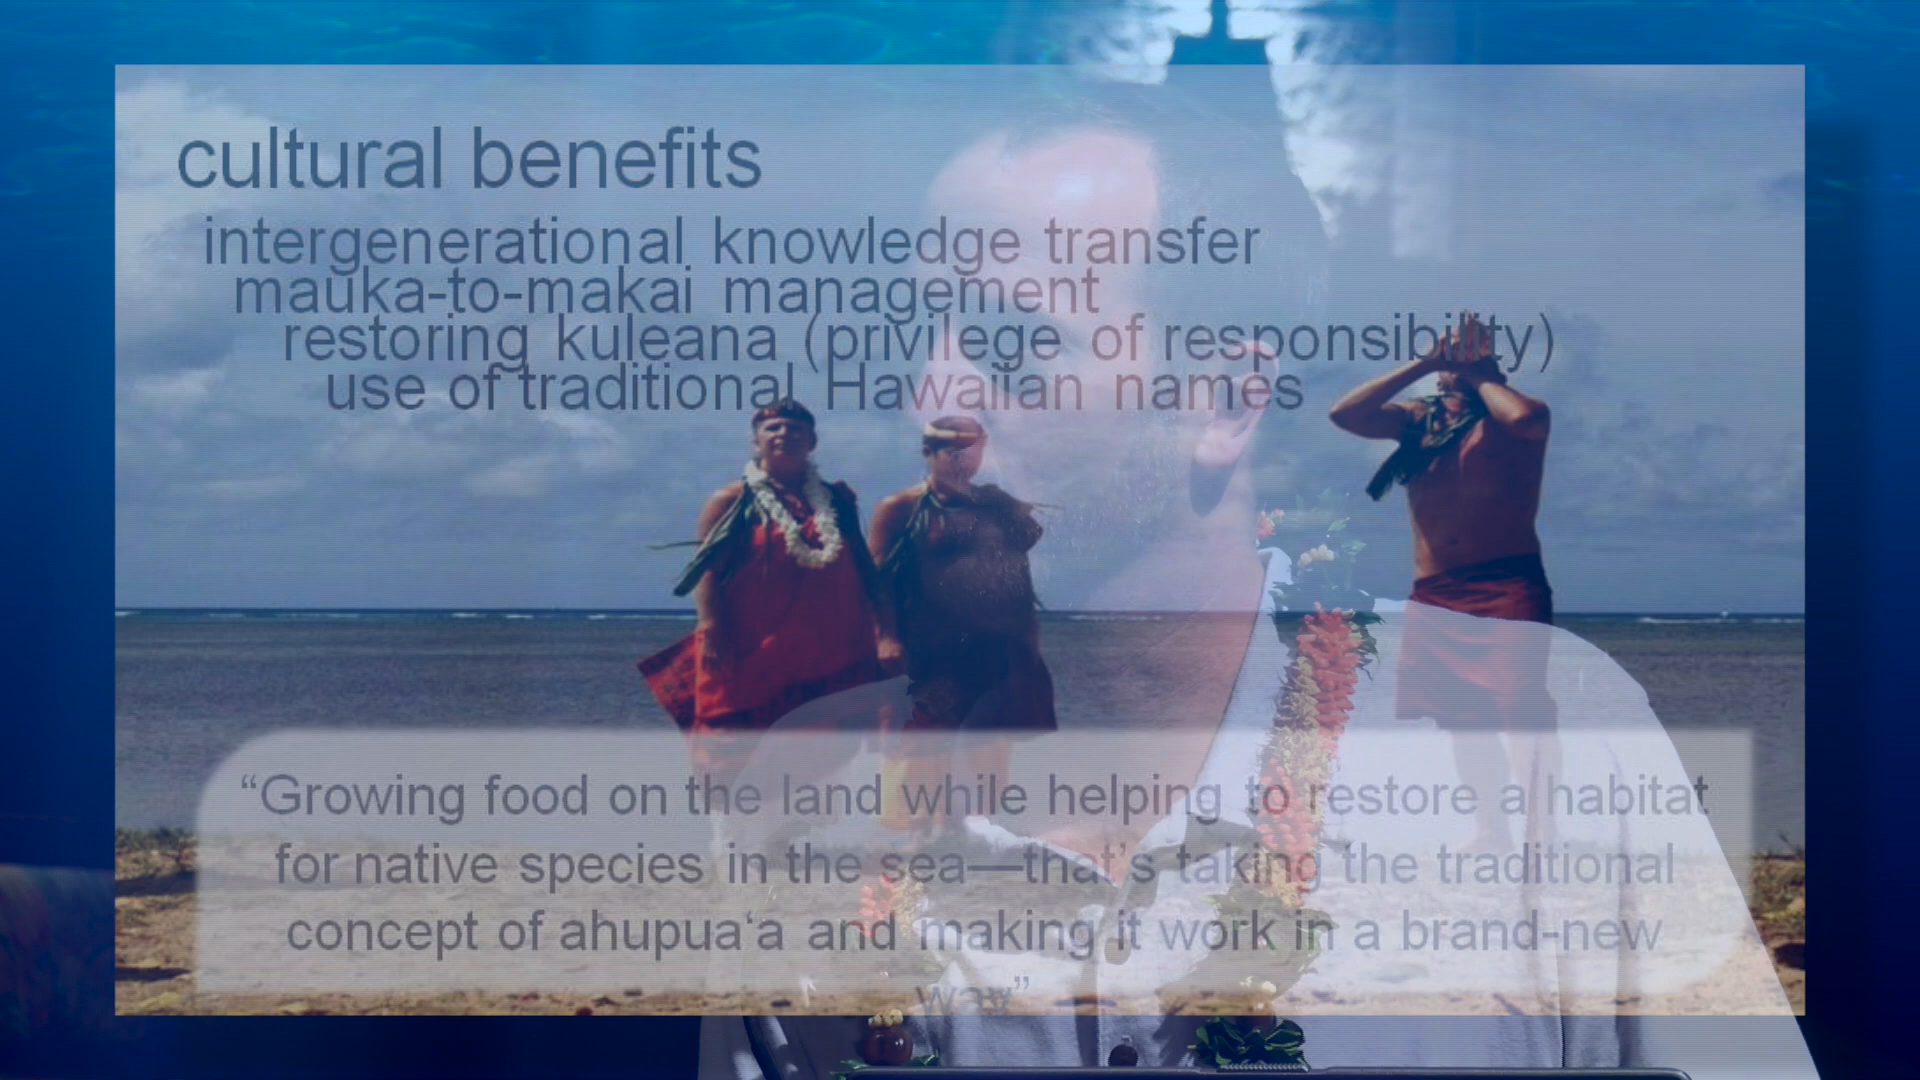 cultural benefits
intergenerational knowledge transfer
mauka-to-makai management
restoring kuleana (privilege of responsibility)
use of traditional Hawaiian names
“Growing food on the land while helping to restore a habitat
for native species in the sea—that’s taking the traditional
concept of ahupua‘a and making it work in a brand-new
way”